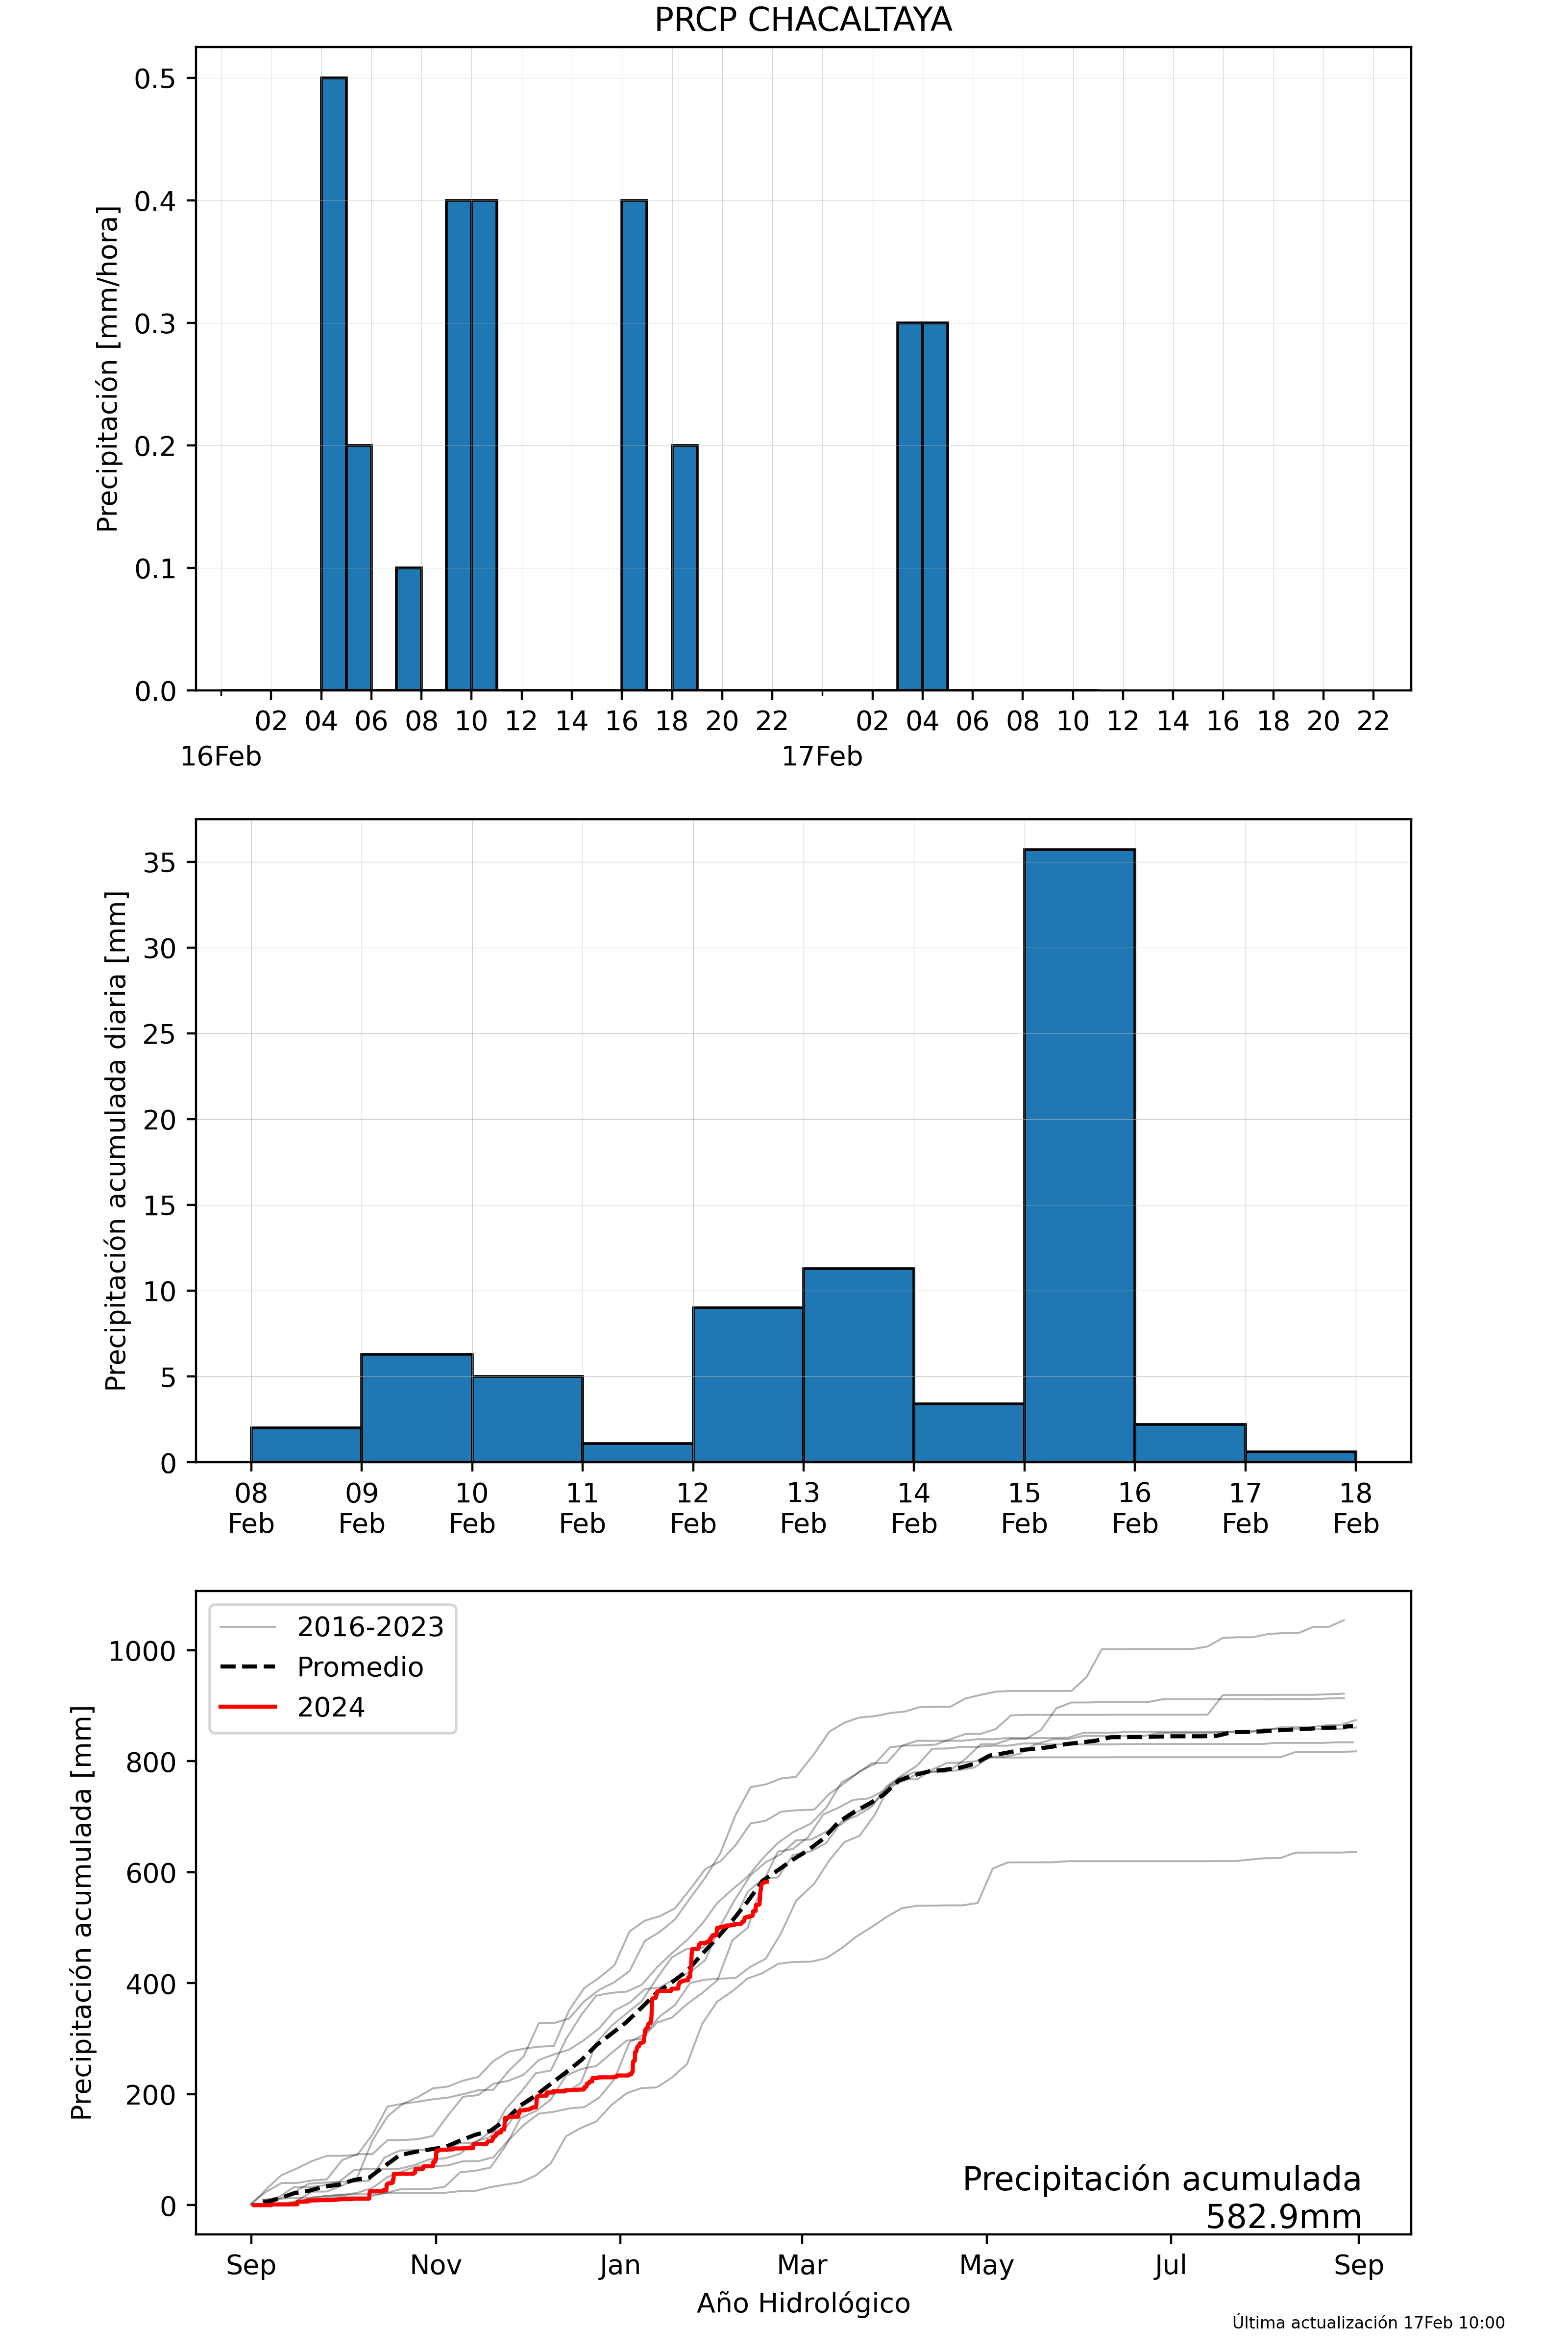 PRCP CHACALTAYA
Precipitación [mm/hora]
0.5
0.4
0.3
0.2
0.1
0.0
02 04 06 08 10 12 14 16 18 20 22 02 04 06 08 10 12 14 16 18 20 22
16Feb 17Feb
Precipitación acumulada diaria [mm]
35
30
25
20
15
10
5
0
08 09 10 11 12 13 14 15 16 17 18
Feb Feb Feb Feb Feb Feb Feb Feb Feb Feb Feb
Precipitación acumulada [mm]
1000
800
600
400
200
0
2016-2023
Promedio
2024
Precipitación acumulada
582.9mm
Sep Nov Jan Mar May Jul Sep
Año Hidrológico
Última actualización 17Feb 10:00